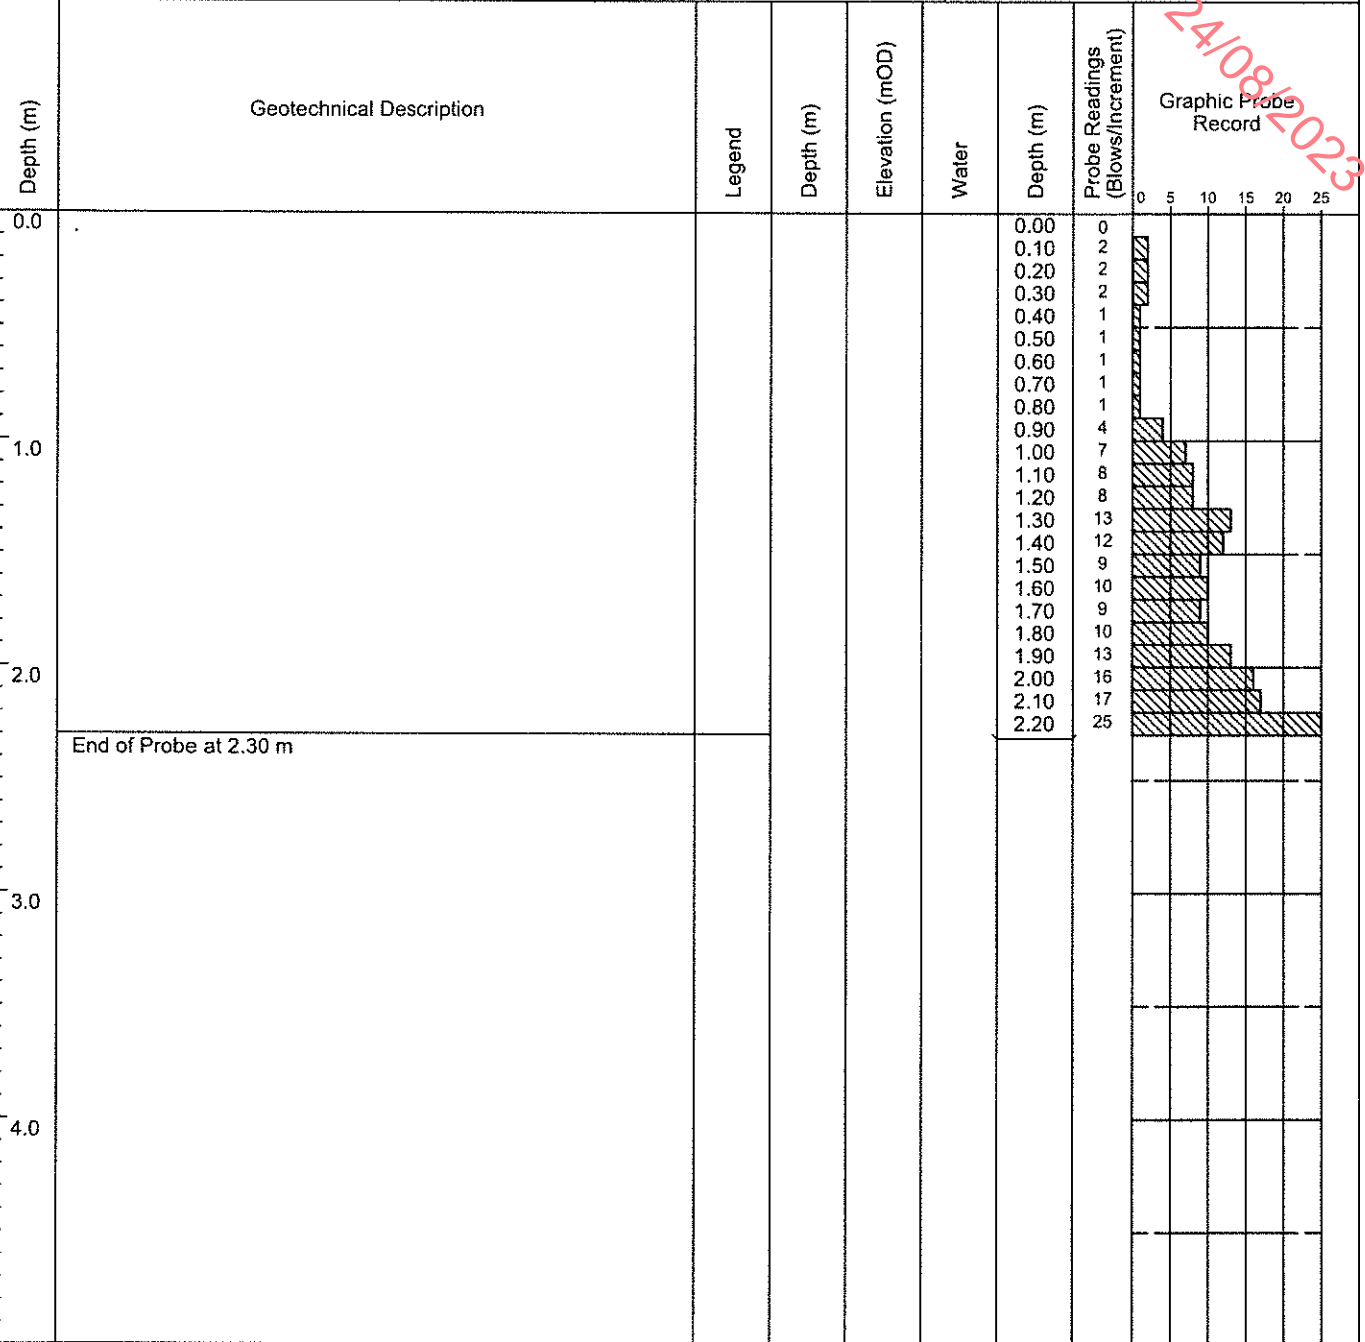 24/08/2023
Depth (m)
Geotechnical Description
Legend
Depth (m)
Elevation (mOD)
Water
Depth (m)
Probe Readings
(Blows/Increment)
Graphic Probe
Record
0 5 10 15 20 25
0.0
0.00 0
0.10 2
0.20 2
0.30 2
0.40 1
0.50 1
0.60 1
0.70 1
0.80 1
0.90 4
1.0
1.00 7
1.10 8
1.20 8
1.30 13
1.40 12
1.50 9
1.60 10
1.70 9
1.80 10
1.90 13
2.0
2.00 16
2.10 17
2.20 25
End of Probe at 2.30 m
3.0
4.0